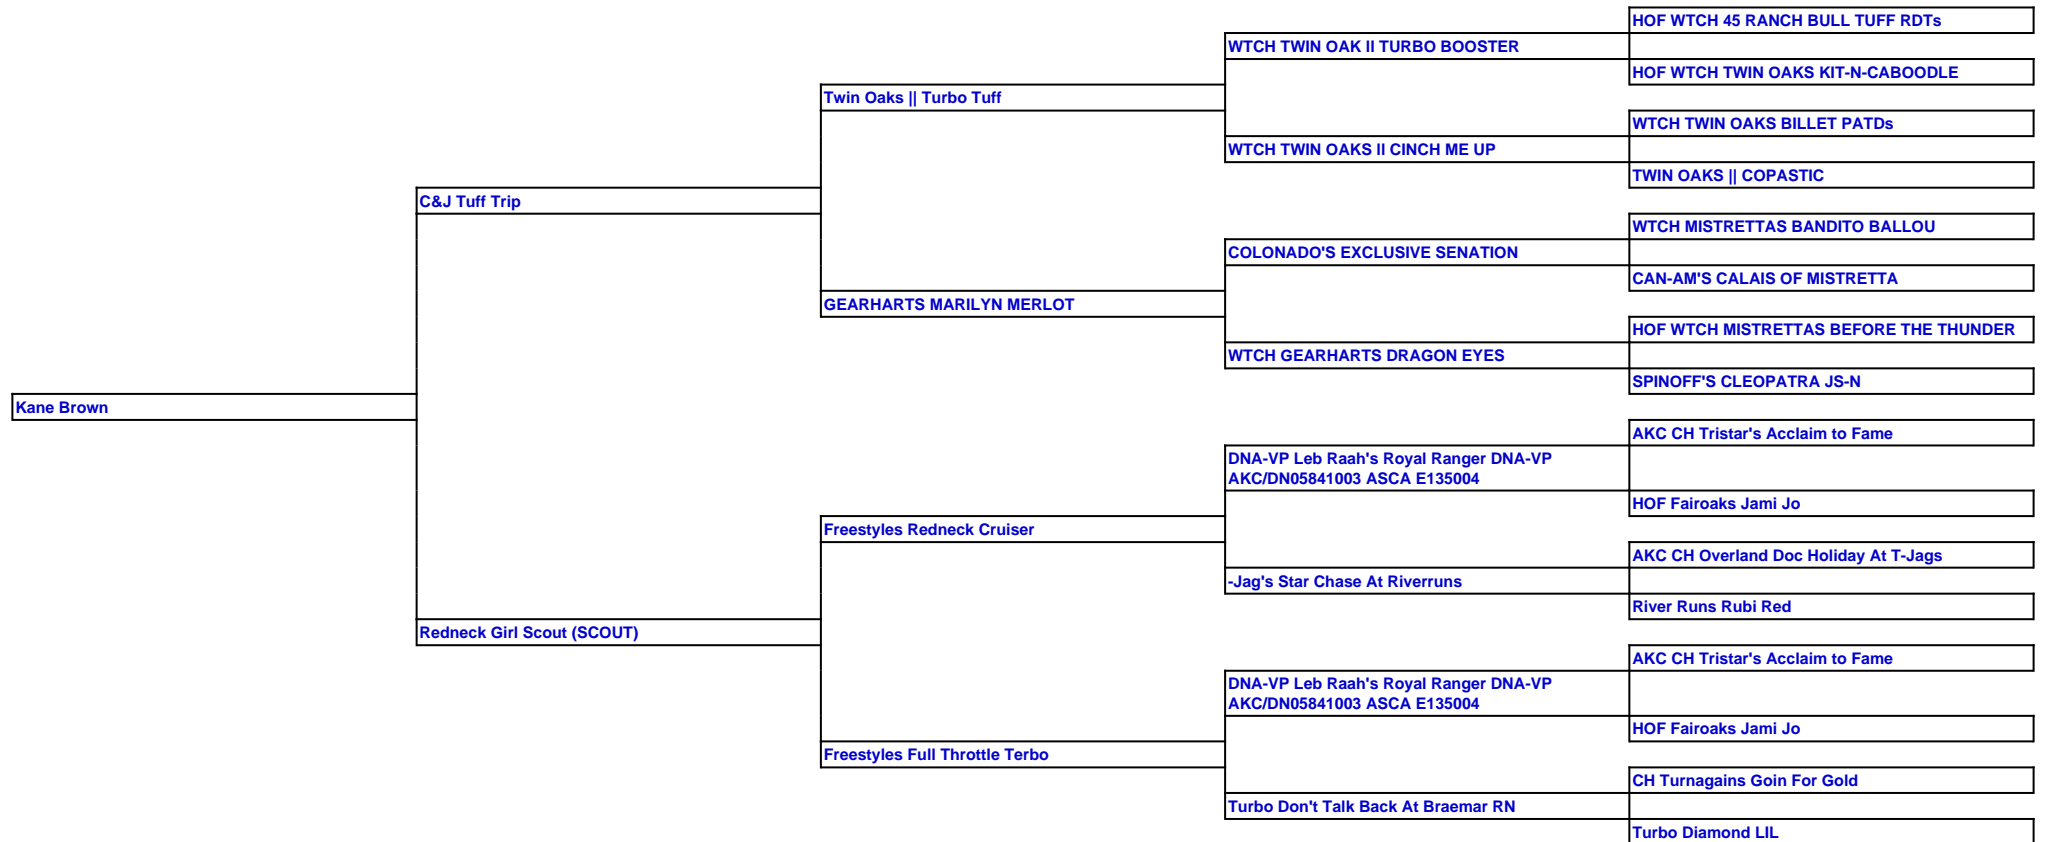 HOF WTCH 45 RANCH BULL TUFF RDTs
WTCH TWIN OAK II TURBO BOOSTER
HOF WTCH TWIN OAKS KIT-N-CABOODLE
Twin Oaks || Turbo Tuff
WTCH TWIN OAKS BILLET PATDs
WTCH TWIN OAKS II CINCH ME UP
TWIN OAKS || COPASTIC
C&J Tuff Trip
WTCH MISTRETTAS BANDITO BALLOU
COLONADO'S EXCLUSIVE SENATION
CAN-AM'S CALAIS OF MISTRETTA
GEARHARTS MARILYN MERLOT
HOF WTCH MISTRETTAS BEFORE THE THUNDER
WTCH GEARHARTS DRAGON EYES
SPINOFF'S CLEOPATRA JS-N
Kane Brown
AKC CH Tristar's Acclaim to Fame
DNA-VP Leb Raah's Royal Ranger DNA-VP
AKC/DN05841003 ASCA E135004
HOF Fairoaks Jami Jo
Freestyles Redneck Cruiser
AKC CH Overland Doc Holiday At T-Jags
-Jag's Star Chase At Riverruns
River Runs Rubi Red
Redneck Girl Scout (SCOUT)
AKC CH Tristar's Acclaim to Fame
DNA-VP Leb Raah's Royal Ranger DNA-VP
AKC/DN05841003 ASCA E135004
HOF Fairoaks Jami Jo
Freestyles Full Throttle Terbo
CH Turnagains Goin For Gold
Turbo Don't Talk Back At Braemar RN
Turbo Diamond LIL